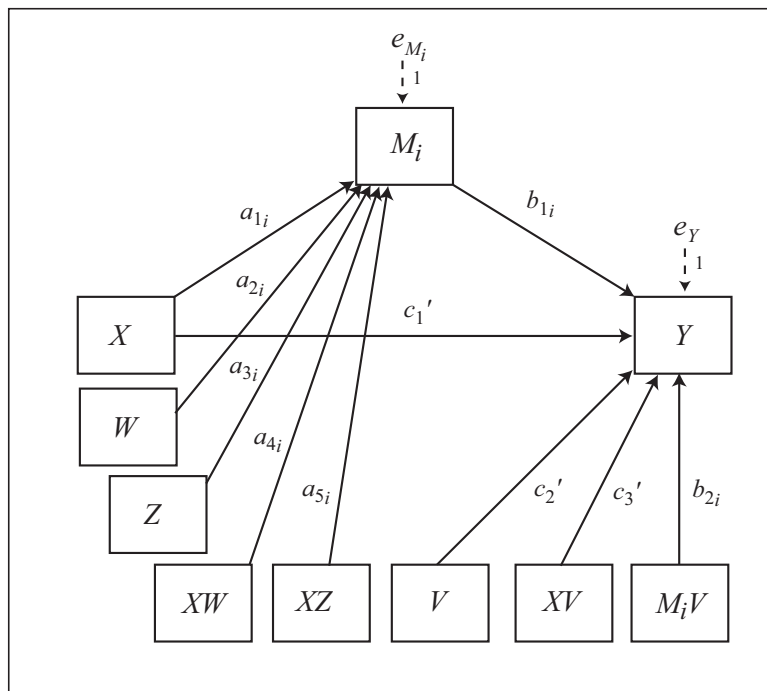 e_{M_i}
1
M_i
a_{1i}
b_{1i}
a_{2i}
e_Y
1
X
c_1′
Y
a_{3i}
W
a_{4i}
Z
a_{5i}
c_2′
c_3′
b_{2i}
XW
XZ
V
XV
M_iV